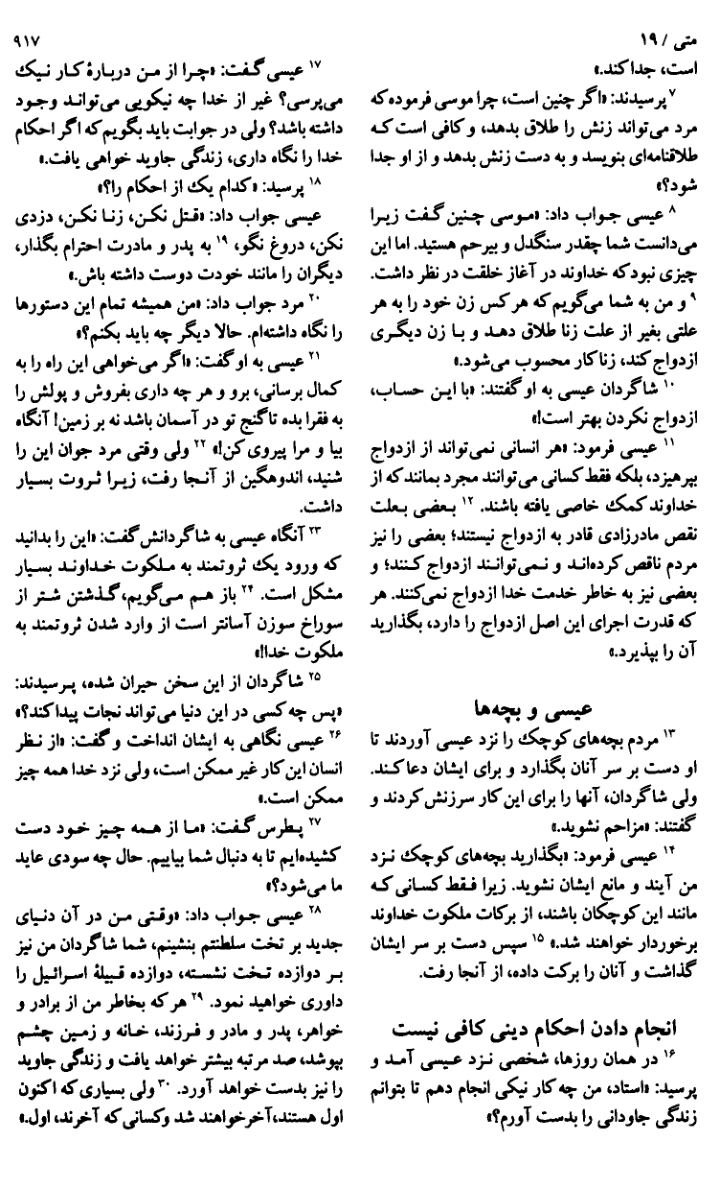 متی / ۱۹
۹۱۷
است، جدا کند.»
۷ پرسیدند: «اگر چنین است، چرا موسی فرموده که
مرد می‌تواند زنش را طلاق بدهد، و کافی است که
طلاقنامه‌ای بنویسد و به دست زنش بدهد و از او جدا
شود؟»
۸ عیسی جواب داد: «موسی چنین گفت زیرا
می‌دانست شما چقدر سنگدل و بیرحم هستید. اما این
چیزی نبود که خداوند در آغاز خلقت در نظر داشت.
۹ و من به شما می‌گویم که هر کس زن خود را به هر
علتی بغیر از علت زنا طلاق دهد و با زن دیگری
ازدواج کند، زناکار محسوب می‌شود.»
۱۰ شاگردان عیسی به او گفتند: «با این حساب،
ازدواج نکردن بهتر است!»
۱۱ عیسی فرمود: «هر انسانی نمی‌تواند از ازدواج
بپرهیزد، بلکه فقط کسانی می‌توانند مجرد بمانند که از
خداوند کمک خاصی یافته باشند. ۱۲ بعضی بعلت
نقص مادرزادی قادر به ازدواج نیستند؛ بعضی را نیز
مردم ناقص کرده‌اند و نمی‌توانند ازدواج کنند؛ و
بعضی نیز به خاطر خدمت خدا ازدواج نمی‌کنند. هر
که قدرت اجرای این اصل ازدواج را دارد، بگذارید
آن را بپذیرد.»
عیسی و بچه‌ها
۱۳ مردم بچه‌های کوچک را نزد عیسی آوردند تا
او دست بر سر آنان بگذارد و برای ایشان دعا کند.
ولی شاگردان، آنها را برای این کار سرزنش کردند و
گفتند: «مزاحم نشوید.»
۱۴ عیسی فرمود: «بگذارید بچه‌های کوچک نزد
من آیند و مانع ایشان نشوید. زیرا فقط کسانی که
مانند این کوچکان باشند، از برکات ملکوت خداوند
برخوردار خواهند شد.» ۱۵ سپس دست بر سر ایشان
گذاشت و آنان را برکت داده، از آنجا رفت.
انجام دادن احکام دینی کافی نیست
۱۶ در همان روزها، شخصی نزد عیسی آمد و
پرسید: «استاد، من چه کار نیکی انجام دهم تا بتوانم
زندگی جاودانی را بدست آورم؟»
۱۷ عیسی گفت: «چرا از من دربارهٔ کار نیک
می‌پرسی؟ غیر از خدا چه نیکویی می‌تواند وجود
داشته باشد؟ ولی در جوابت باید بگویم که اگر احکام
خدا را نگاه داری، زندگی جاوید خواهی یافت.»
۱۸ پرسید: «کدام یک از احکام را؟»
عیسی جواب داد: «قتل نکن، زنا نکن، دزدی
نکن، دروغ نگو، ۱۹ به پدر و مادرت احترام بگذار،
دیگران را مانند خودت دوست داشته باش.»
۲۰ مرد جواب داد: «من همیشه تمام این دستورها
را نگاه داشته‌ام. حالا دیگر چه باید بکنم؟»
۲۱ عیسی به او گفت: «اگر می‌خواهی این راه را به
کمال برسانی، برو و هر چه داری بفروش و پولش را
به فقرا بده تا گنج تو در آسمان باشد نه بر زمین! آنگاه
بیا و مرا پیروی کن!» ۲۲ ولی وقتی مرد جوان این را
شنید، اندوهگین از آنجا رفت، زیرا ثروت بسیار
داشت.
۲۳ آنگاه عیسی به شاگردانش گفت: «این را بدانید
که ورود یک ثروتمند به ملکوت خداوند بسیار
مشکل است. ۲۴ باز هم می‌گویم، گذشتن شتر از
سوراخ سوزن آسانتر است از وارد شدن ثروتمند به
ملکوت خدا!»
۲۵ شاگردان از این سخن حیران شده، پرسیدند:
«پس چه کسی در این دنیا می‌تواند نجات پیدا کند؟»
۲۶ عیسی نگاهی به ایشان انداخت و گفت: «از نظر
انسان این کار غیر ممکن است، ولی نزد خدا همه چیز
ممکن است.»
۲۷ پطرس گفت: «ما از همه چیز خود دست
کشیده‌ایم تا به دنبال شما بیاییم. حال چه سودی عاید
ما می‌شود؟»
۲۸ عیسی جواب داد: «وقتی من در آن دنیای
جدید بر تخت سلطنتم بنشینم، شما شاگردان من نیز
بر دوازده تخت نشسته، دوازده قبیلهٔ اسرائیل را
داوری خواهید نمود. ۲۹ هر که بخاطر من از برادر و
خواهر، پدر و مادر و فرزند، خانه و زمین چشم
بپوشد، صد مرتبه بیشتر خواهد یافت و زندگی جاوید
را نیز بدست خواهد آورد. ۳۰ ولی بسیاری که اکنون
اول هستند، آخر خواهند شد و کسانی که آخرند، اول.»